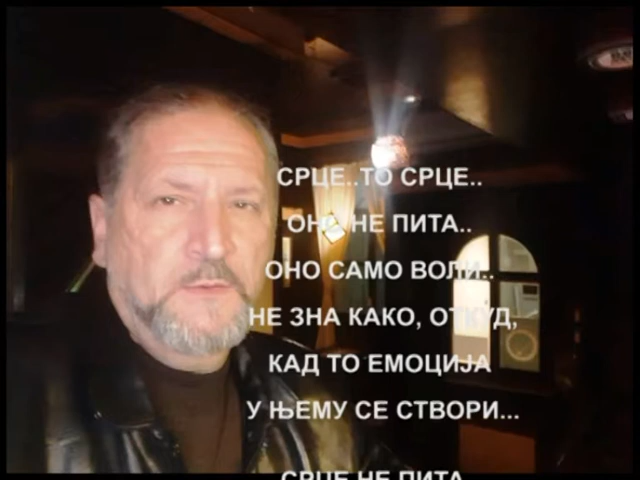 СРЦЕ..ТО СРЦЕ..
ОНО НЕ ПИТА..
ОНО САМО ВОЛИ..
НЕ ЗНА КАКО, ОТКУД,
КАД ТО ЕМОЦИЈА
У ЊЕМУ СЕ СТВОРИ...
СРЦЕ НЕ ПИТА